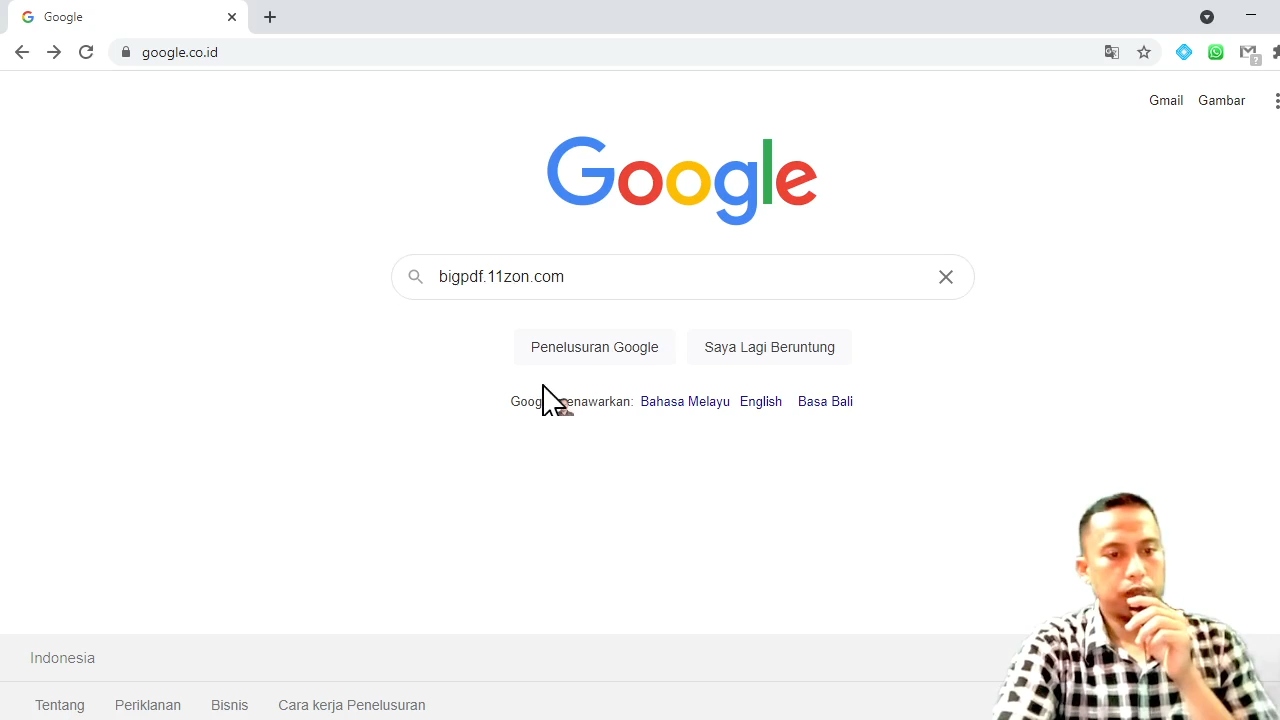 Google
google.co.id
Gmail Gambar
Google
bigpdf.11zon.com
Penelusuran Google Saya Lagi Beruntung
enawarkan: Bahasa Melayu English Basa Bali
Indonesia
Tentang Periklanan Bisnis Cara kerja Penelusuran